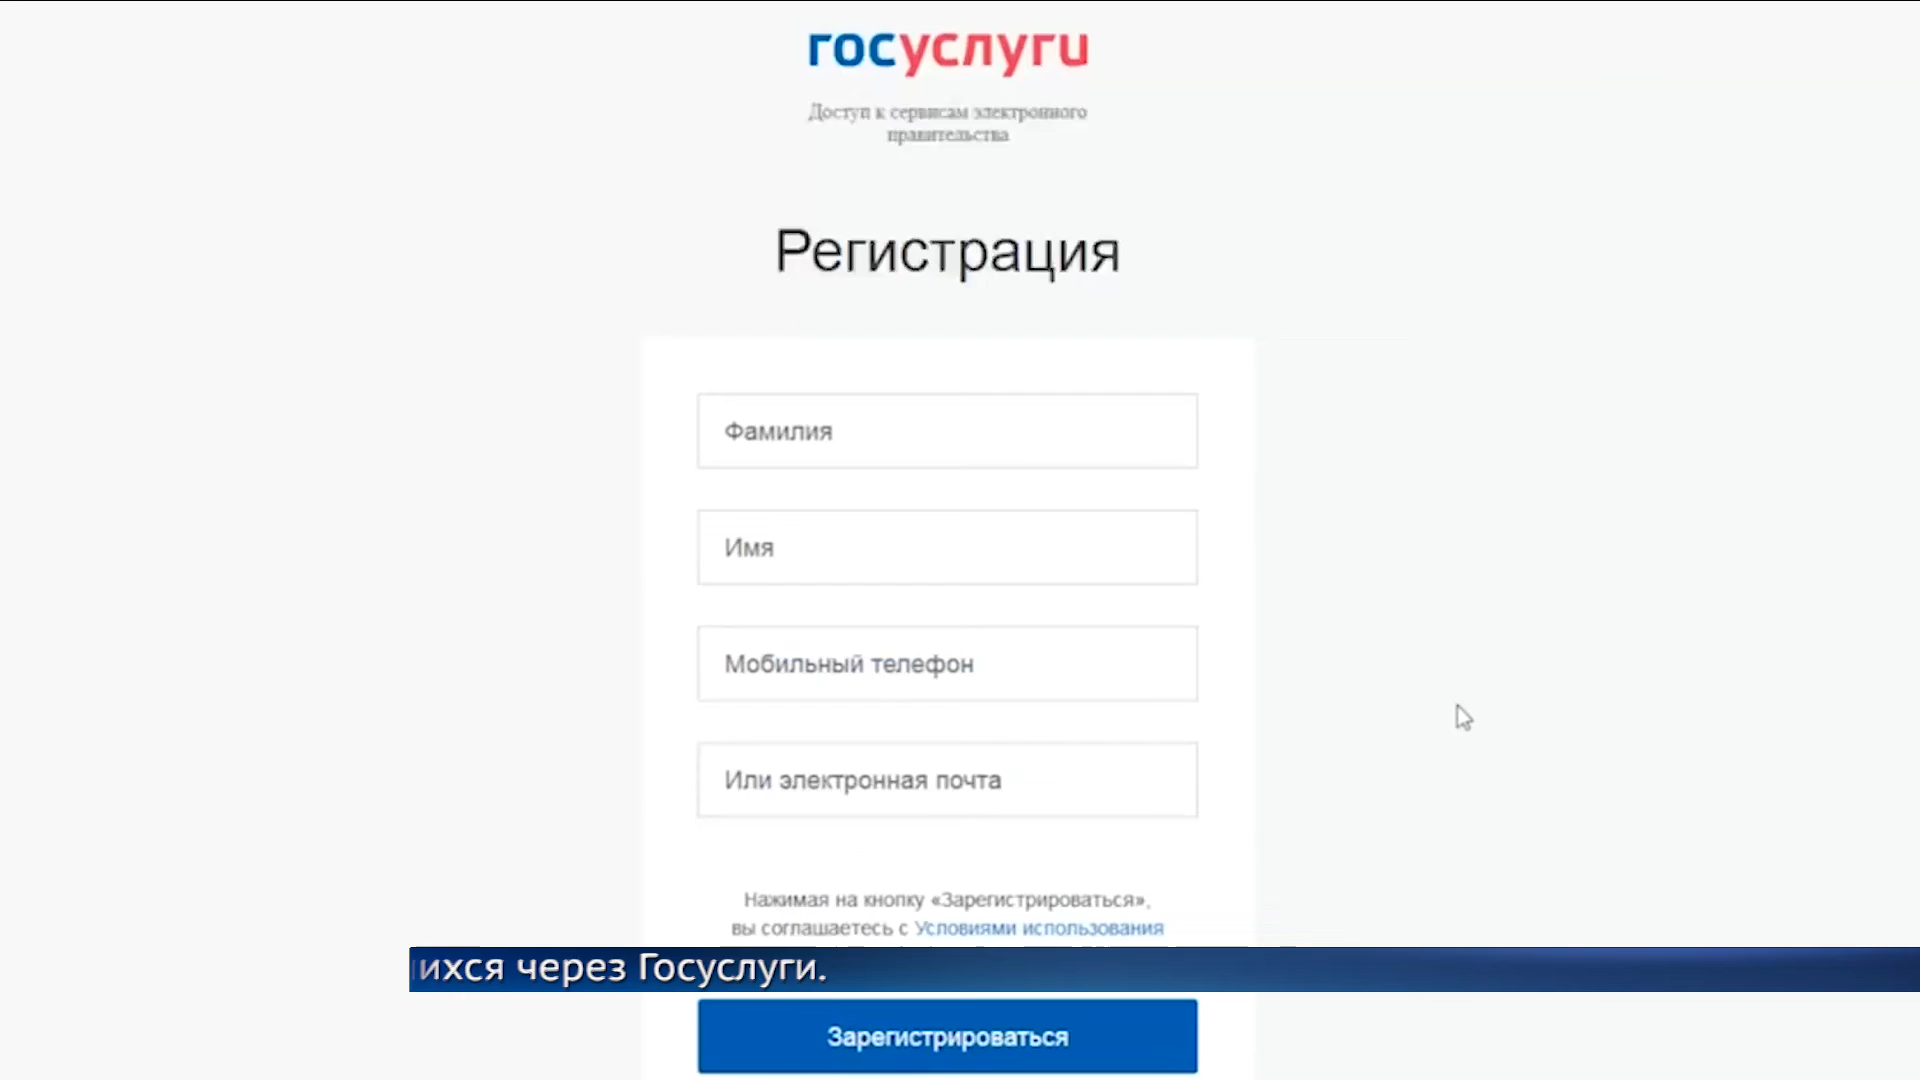 госуслуги
Доступ к сервисам электронного
правительства
Регистрация
Фамилия
Имя
Мобильный телефон
Или электронная почта
Нажимая на кнопку «Зарегистрироваться»,
вы соглашаетесь с Условиями использования
ихся через Госуслуги.
Зарегистрироваться